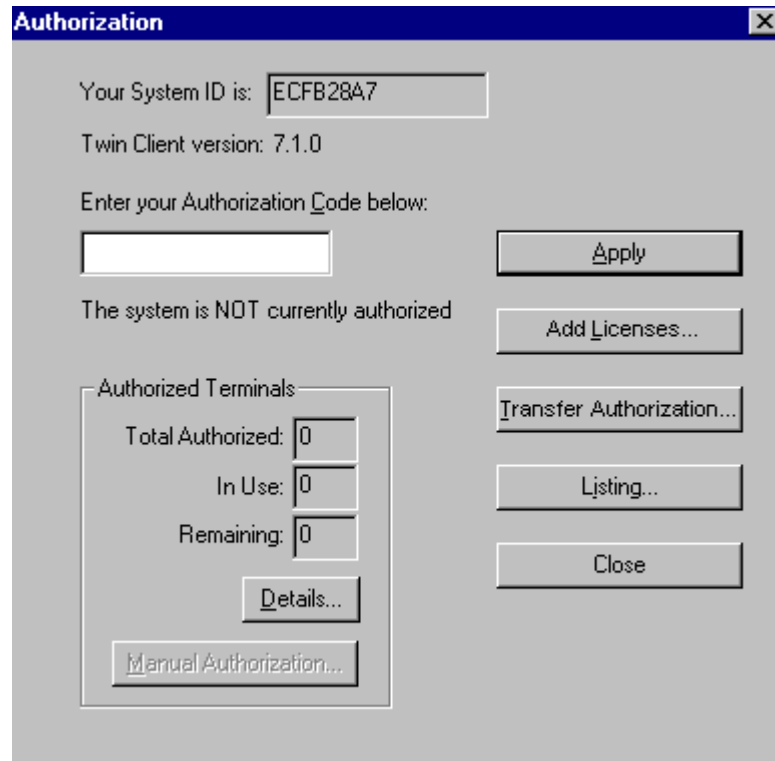 Authorization
Your System ID is: ECFB28A7
Twin Client version: 7.1.0
Enter your Authorization Code below:
Apply
The system is NOT currently authorized
Add Licenses...
Authorized Terminals
Transfer Authorization...
Total Authorized: 0
In Use: 0
Listing...
Remaining: 0
Close
Details...
Manual Authorization...